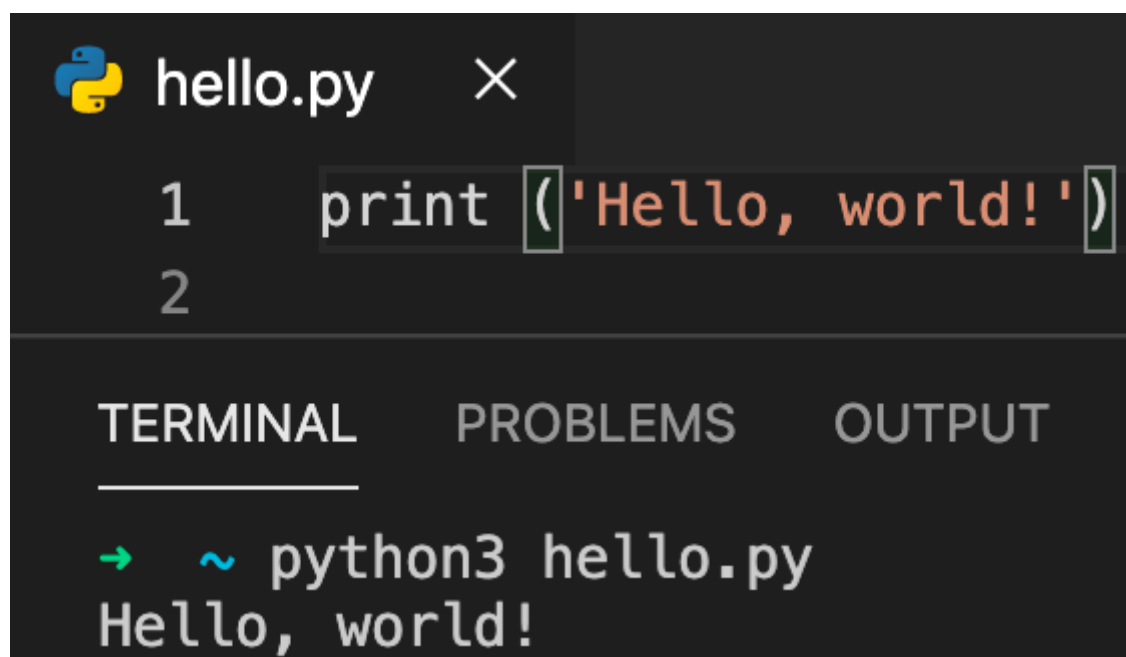 hello.py ×
1 print ('Hello, world!')
2
TERMINAL PROBLEMS OUTPUT
➜ ~ python3 hello.py
Hello, world!